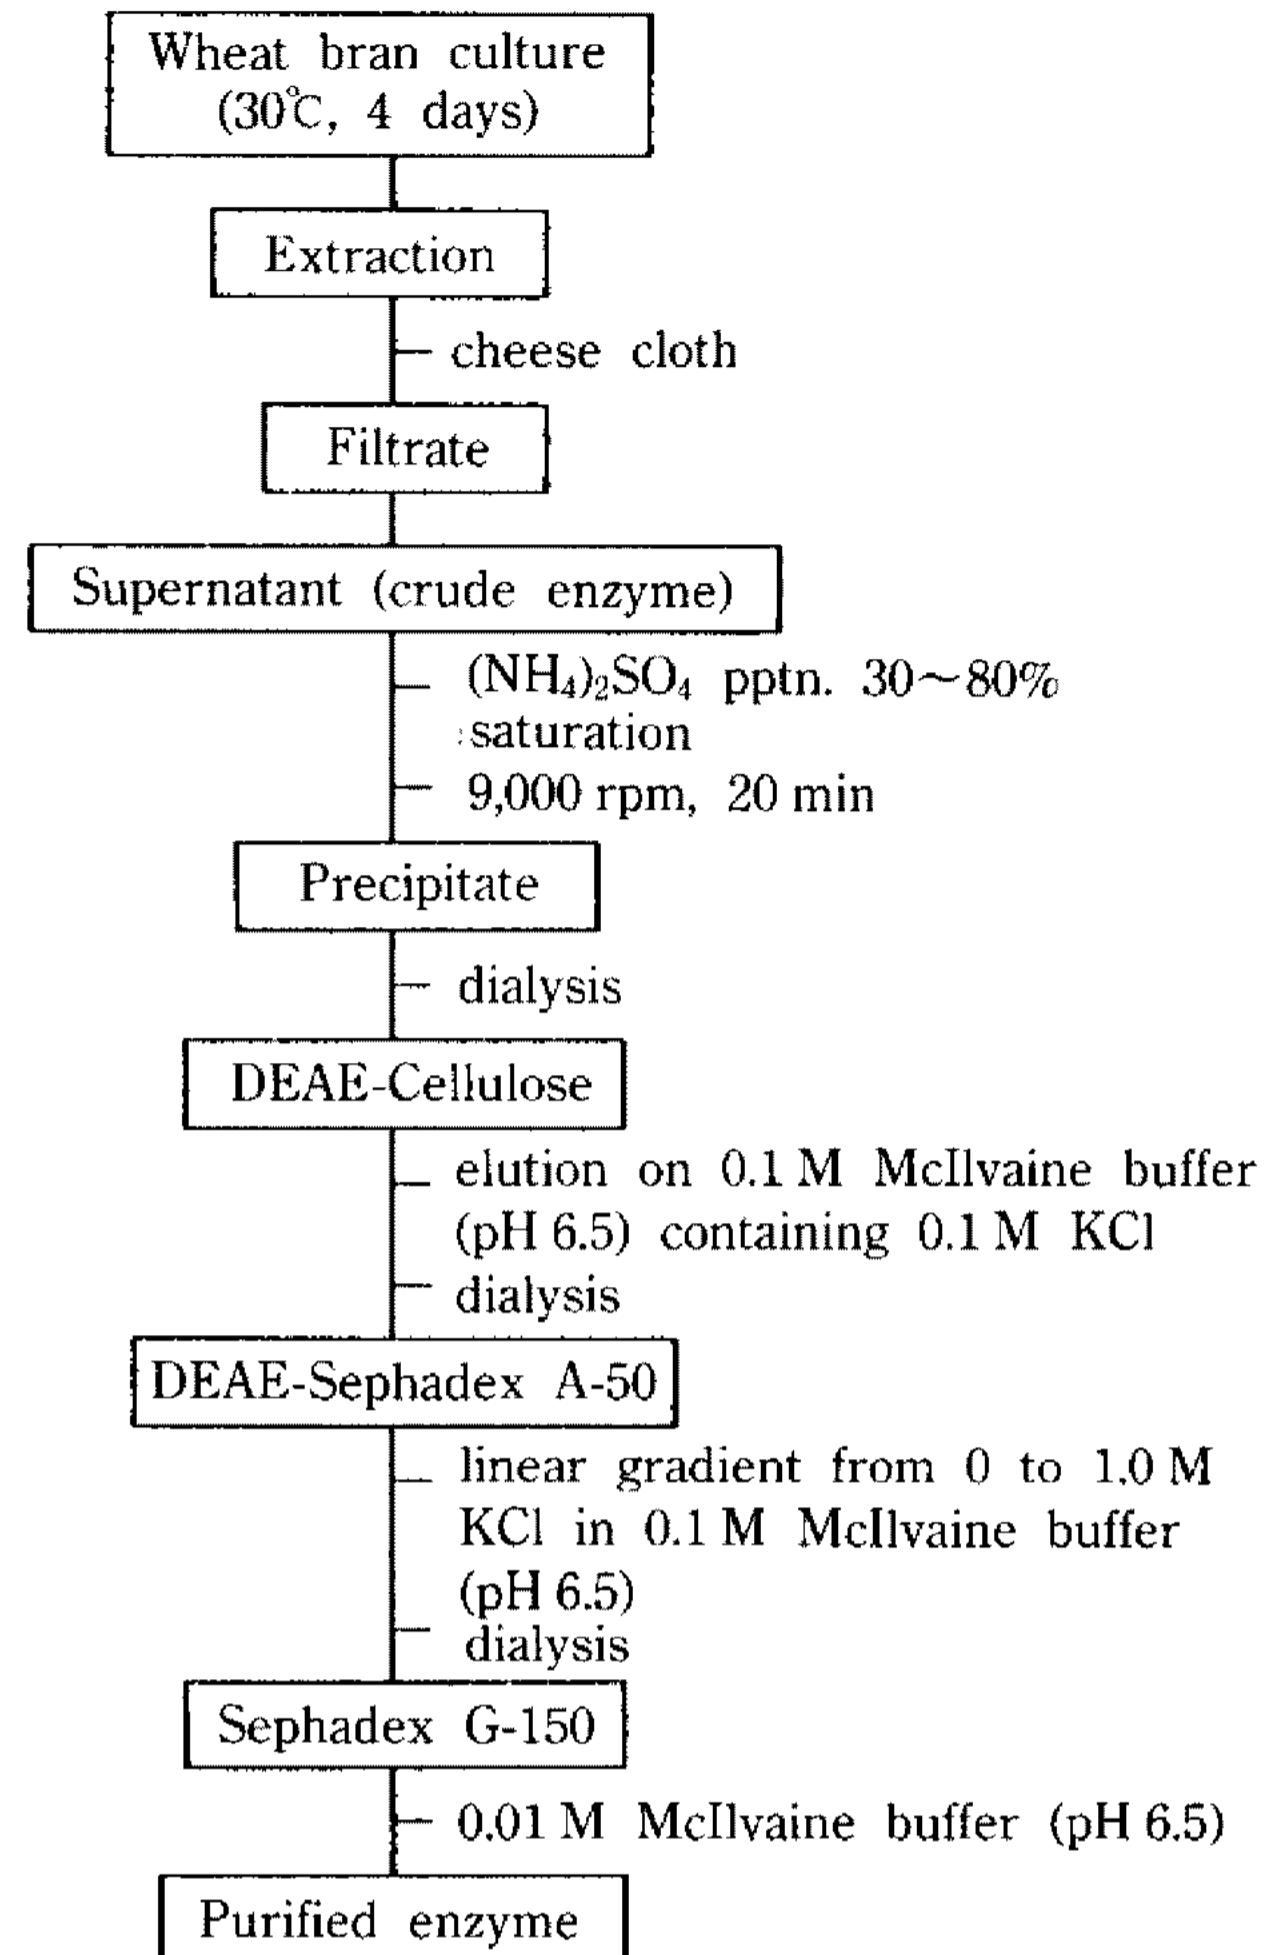 Wheat bran culture
(30℃, 4 days)
Extraction
cheese cloth
Filtrate
Supernatant (crude enzyme)
(NH₄)₂SO₄ pptn. 30~80%
saturation
9,000 rpm, 20 min
Precipitate
dialysis
DEAE-Cellulose
elution on 0.1 M McIlvaine buffer
(pH 6.5) containing 0.1 M KCl
dialysis
DEAE-Sephadex A-50
linear gradient from 0 to 1.0 M
KCl in 0.1 M McIlvaine buffer
(pH 6.5)
dialysis
Sephadex G-150
0.01 M McIlvaine buffer (pH 6.5)
Purified enzyme